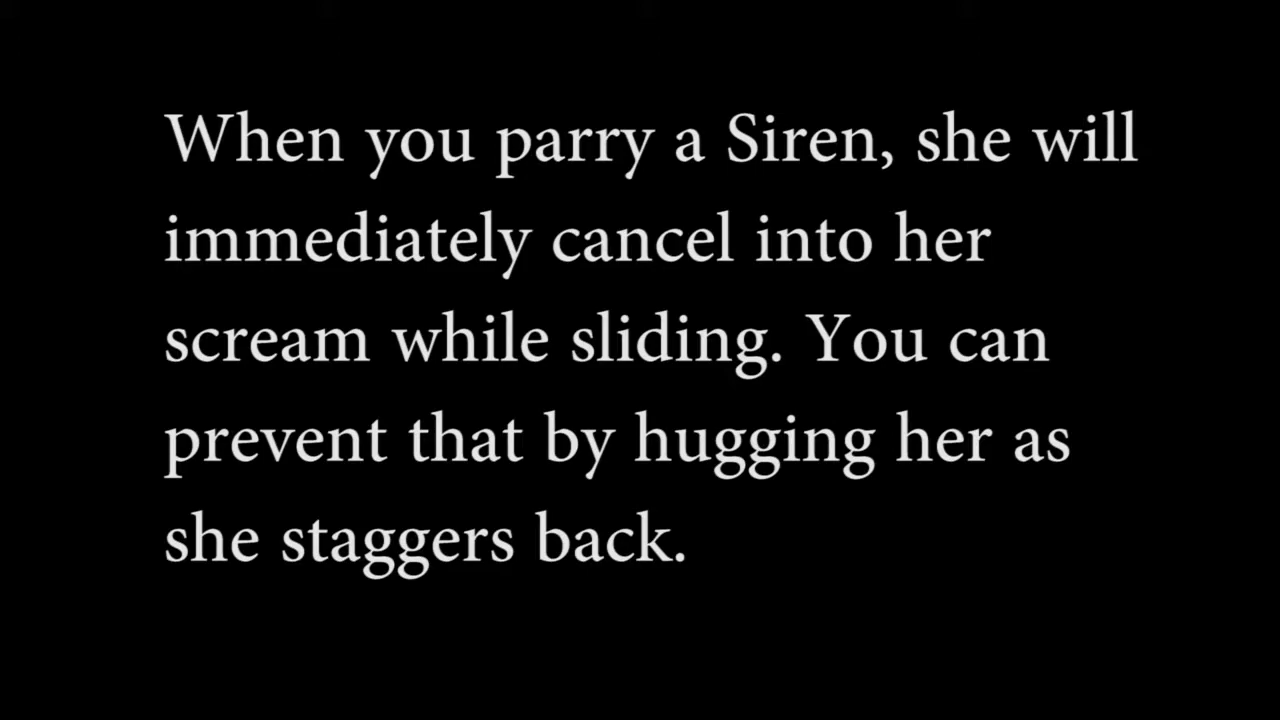 When you parry a Siren, she will
immediately cancel into her
scream while sliding. You can
prevent that by hugging her as
she staggers back.